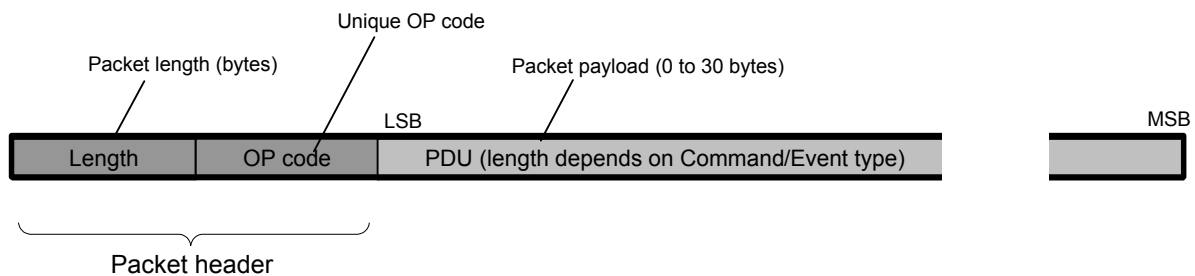 Unique OP code
Packet length (bytes)
Packet payload (0 to 30 bytes)
LSB
MSB
Length
OP code
PDU (length depends on Command/Event type)
Packet header